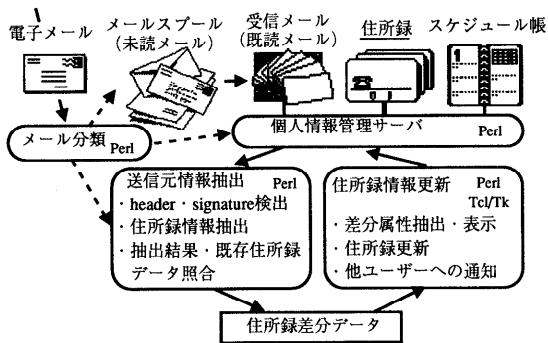 電子メール
メールスプール
(未読メール)
受信メール
(既読メール)
住所録
スケジュール帳
メール分類 Perl
個人情報管理サーバ Perl
送信元情報抽出 Perl
・header・signature検出
・住所録情報抽出
・抽出結果・既存住所録
データ照合
住所録情報更新 Perl
Tcl/Tk
・差分属性抽出・表示
・住所録更新
・他ユーザーへの通知
住所録差分データ